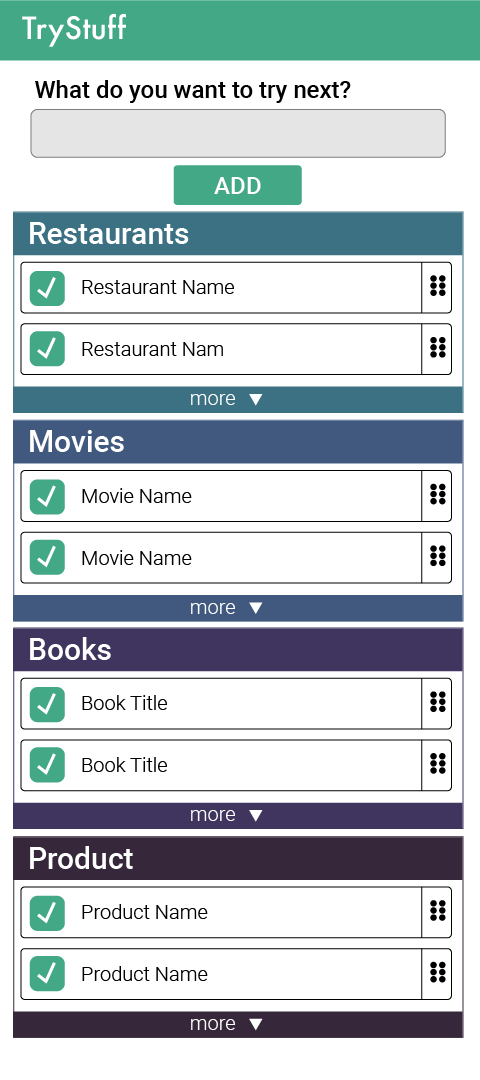 TryStuff
What do you want to try next?
ADD
Restaurants
Restaurant Name
Restaurant Nam
more ▼
Movies
Movie Name
Movie Name
more ▼
Books
Book Title
Book Title
more ▼
Product
Product Name
Product Name
more ▼